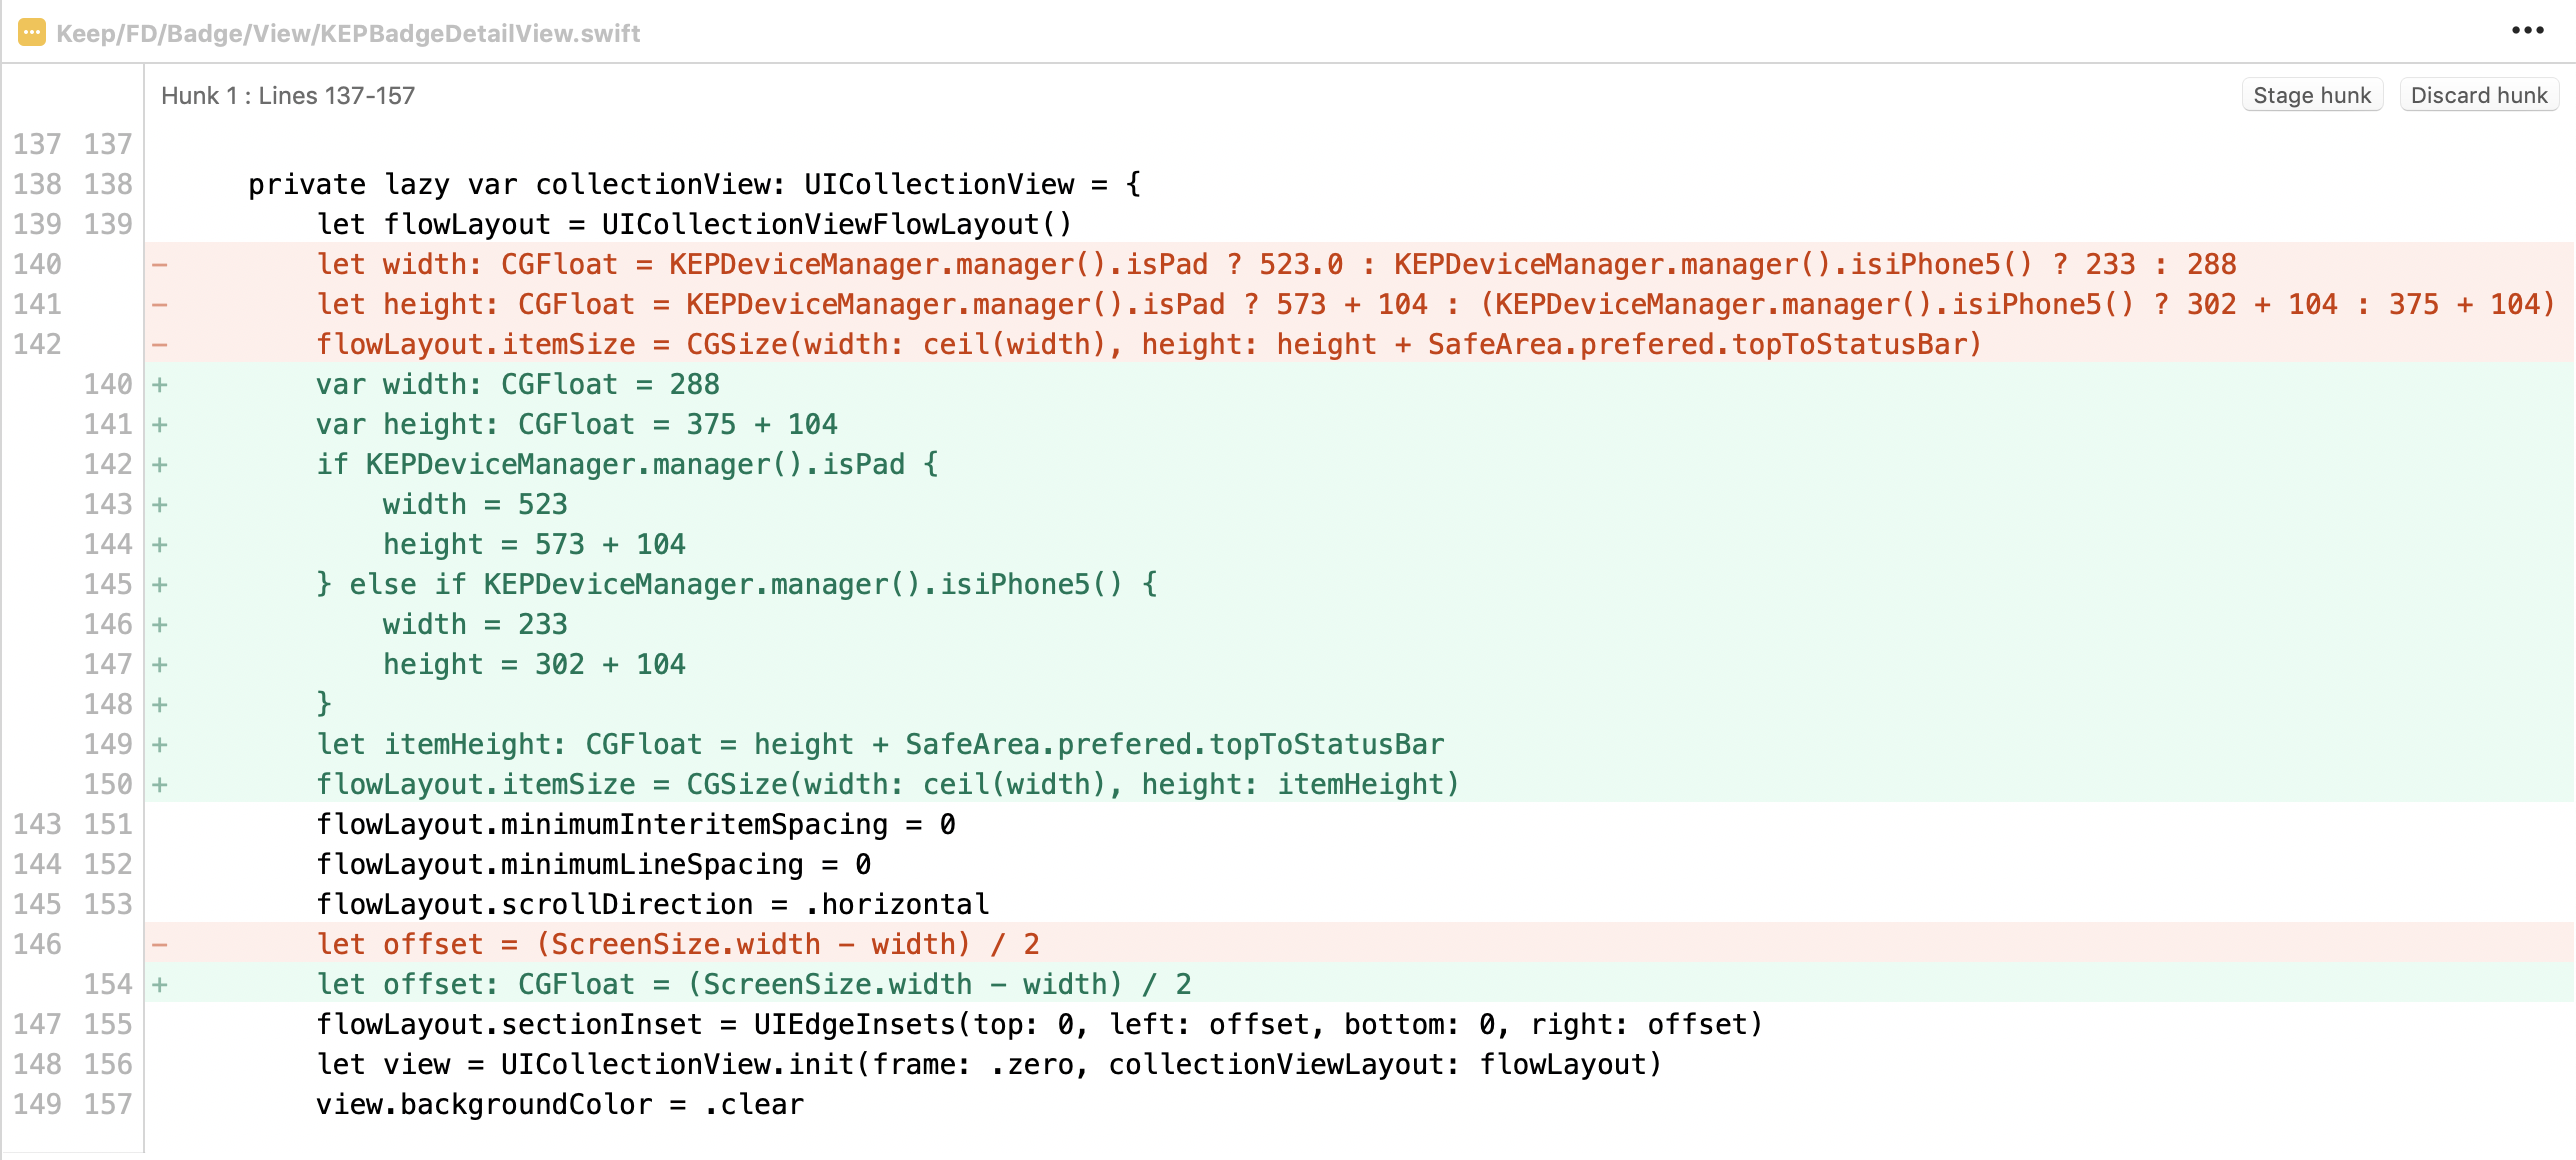 Keep/FD/Badge/View/KEPBadgeDetailView.swift
Hunk 1 : Lines 137-157 Stage hunk Discard hunk
137 137
138 138 private lazy var collectionView: UICollectionView = {
139 139 let flowLayout = UICollectionViewFlowLayout()
140 - let width: CGFloat = KEPDeviceManager.manager().isPad ? 523.0 : KEPDeviceManager.manager().isiPhone5() ? 233 : 288
141 - let height: CGFloat = KEPDeviceManager.manager().isPad ? 573 + 104 : (KEPDeviceManager.manager().isiPhone5() ? 302 + 104 : 375 + 104)
142 - flowLayout.itemSize = CGSize(width: ceil(width), height: height + SafeArea.prefered.topToStatusBar)
140 + var width: CGFloat = 288
141 + var height: CGFloat = 375 + 104
142 + if KEPDeviceManager.manager().isPad {
143 + width = 523
144 + height = 573 + 104
145 + } else if KEPDeviceManager.manager().isiPhone5() {
146 + width = 233
147 + height = 302 + 104
148 + }
149 + let itemHeight: CGFloat = height + SafeArea.prefered.topToStatusBar
150 + flowLayout.itemSize = CGSize(width: ceil(width), height: itemHeight)
143 151 flowLayout.minimumInteritemSpacing = 0
144 152 flowLayout.minimumLineSpacing = 0
145 153 flowLayout.scrollDirection = .horizontal
146 - let offset = (ScreenSize.width - width) / 2
154 + let offset: CGFloat = (ScreenSize.width - width) / 2
147 155 flowLayout.sectionInset = UIEdgeInsets(top: 0, left: offset, bottom: 0, right: offset)
148 156 let view = UICollectionView.init(frame: .zero, collectionViewLayout: flowLayout)
149 157 view.backgroundColor = .clear